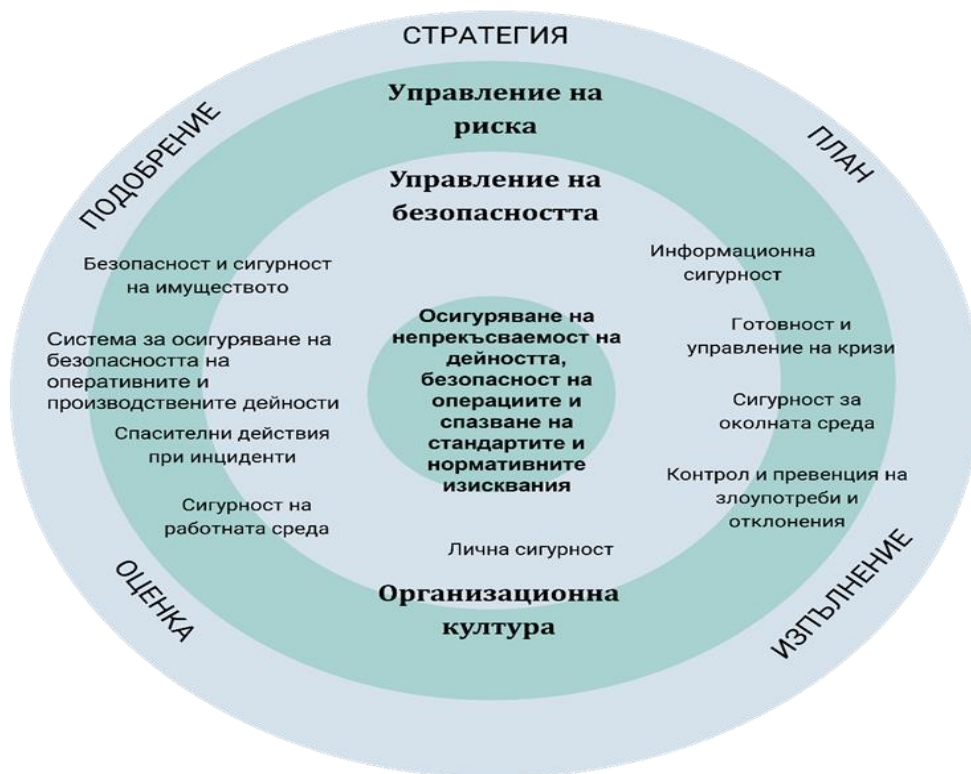 СТРАТЕГИЯ
Управление на
риска
ПОДОБРЕНИЕ
ПЛАН
Управление на
безопасността
Безопасност и сигурност
на имуществото
Информационна
сигурност
Система за осигуряване на
безопасността на
оперативните и
производствените дейности
Осигуряване на
непрекъсваемост на
дейността,
безопасност на
операциите и
спазване на
стандартите и
нормативните
изисквания
Готовност и
управление на кризи
Сигурност за
околната среда
Спасителни действия
при инциденти
Контрол и превенция на
злоупотреби и
отклонения
Сигурност на
работната среда
Лична сигурност
ОЦЕНКА
ИЗПЪЛНЕНИЕ
Организационна
култура